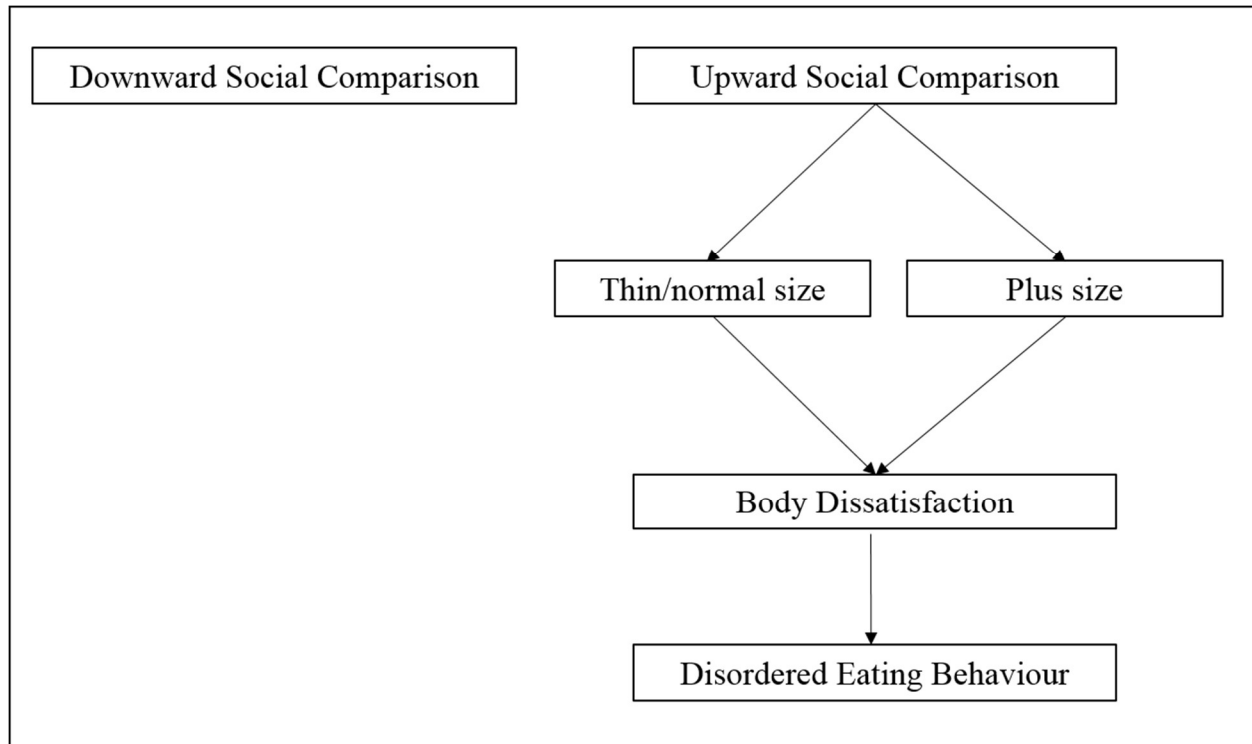 Downward Social Comparison
Upward Social Comparison
Thin/normal size
Plus size
Body Dissatisfaction
Disordered Eating Behaviour